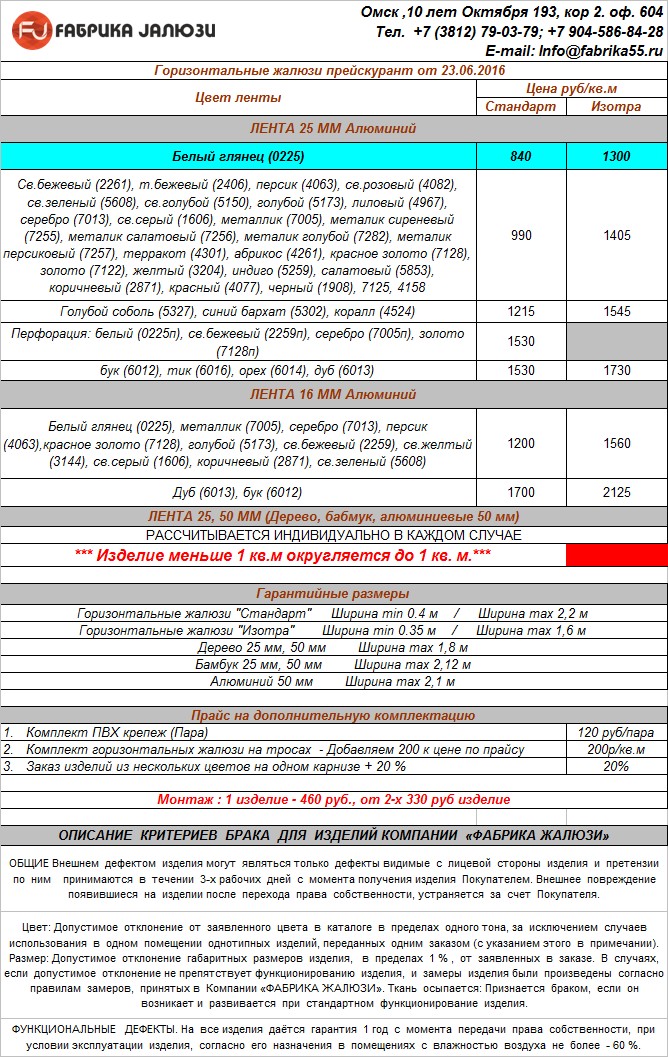 FАБРИКА JАЛЮЗИ
Омск ,10 лет Октября 193, кор 2. оф. 604
Тел. +7 (3812) 79-03-79; +7 904-586-84-28
E-mail: Info@fabrika55.ru
Горизонтальные жалюзи прейскурант от 23.06.2016
Цвет ленты
Цена руб/кв.м
Стандарт Изотра
ЛЕНТА 25 ММ Алюминий
Белый глянец (0225) 840 1300
Св.бежевый (2261), т.бежевый (2406), персик (4063), св.розовый (4082),
св.зеленый (5608), св.голубой (5150), голубой (5173), лиловый (4967),
серебро (7013), св.серый (1606), металлик (7005), металик сиреневый
(7255), металик салатовый (7256), металик голубой (7282), металик
персиковый (7257), терракот (4301), абрикос (4261), красное золото (7128),
золото (7122), желтый (3204), индиго (5259), салатовый (5853),
коричневый (2871), красный (4077), черный (1908), 7125, 4158
990 1405
Голубой соболь (5327), синий бархат (5302), коралл (4524) 1215 1545
Перфорация: белый (0225п), св.бежевый (2259п), серебро (7005п), золото
(7128п)
1530
бук (6012), тик (6016), орех (6014), дуб (6013) 1530 1730
ЛЕНТА 16 ММ Алюминий
Белый глянец (0225), металлик (7005), серебро (7013), персик
(4063),красное золото (7128), голубой (5173), св.бежевый (2259), св.желтый
(3144), св.серый (1606), коричневый (2871), св.зеленый (5608)
1200 1560
Дуб (6013), бук (6012) 1700 2125
ЛЕНТА 25, 50 ММ (Дерево, бабмук, алюминиевые 50 мм)
РАССЧИТЫВАЕТСЯ ИНДИВИДУАЛЬНО В КАЖДОМ СЛУЧАЕ
*** Изделие меньше 1 кв.м округляется до 1 кв. м.***
Гарантийные размеры
Горизонтальные жалюзи "Стандарт" Ширина min 0.4 м / Ширина max 2,2 м
Горизонтальные жалюзи "Изотра" Ширина min 0.35 м / Ширина max 1,6 м
Дерево 25 мм, 50 мм Ширина max 1,8 м
Бамбук 25 мм, 50 мм Ширина max 2,12 м
Алюминий 50 мм Ширина max 2,1 м
Прайс на дополнительную комплектацию
1. Комплект ПВХ крепеж (Пара) 120 руб/пара
2. Комплект горизонтальных жалюзи на тросах - Добавляем 200 к цене по прайсу 200р/кв.м
3. Заказ изделий из нескольких цветов на одном карнизе + 20 % 20%
Монтаж : 1 изделие - 460 руб., от 2-х 330 руб изделие
ОПИСАНИЕ КРИТЕРИЕВ БРАКА ДЛЯ ИЗДЕЛИЙ КОМПАНИИ «ФАБРИКА ЖАЛЮЗИ»
ОБЩИЕ Внешнем дефектом изделия могут являться только дефекты видимые с лицевой стороны изделия и претензии
по ним принимаются в течении 3-х рабочих дней с момента получения изделия Покупателем. Внешнее повреждение
появившиеся на изделии после перехода права собственности, устраняется за счет Покупателя.
Цвет: Допустимое отклонение от заявленного цвета в каталоге в пределах одного тона, за исключением случаев
использования в одном помещении однотипных изделий, переданных одним заказом (с указанием этого в примечании).
Размер: Допустимое отклонение габаритных размеров изделия, в пределах 1 % , от заявленных в заказе. В случаях,
если допустимое отклонение не препятствует функционированию изделия, и замеры изделия были произведены согласно
правилам замеров, принятых в Компании «ФАБРИКА ЖАЛЮЗИ». Ткань осыпается: Признается браком, если он
возникает и развивается при стандартном функционирование изделия.
ФУНКЦИОНАЛЬНЫЕ ДЕФЕКТЫ. На все изделия даётся гарантия 1 год с момента передачи права собственности, при
условии эксплуатации изделия, согласно его назначения в помещениях с влажностью воздуха не более - 60 %.